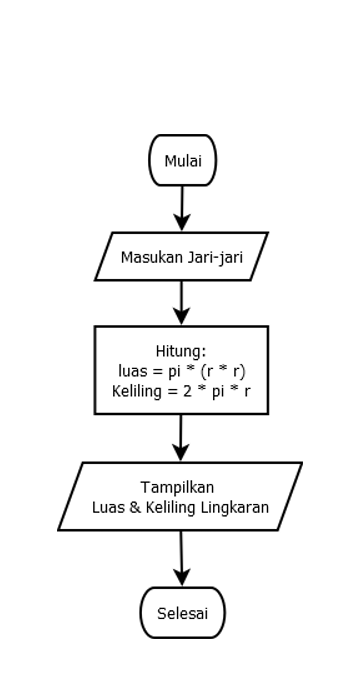 Mulai
Masukan Jari-jari
Hitung:
luas = pi * (r * r)
Keliling = 2 * pi * r
Tampilkan
Luas & Keliling Lingkaran
Selesai